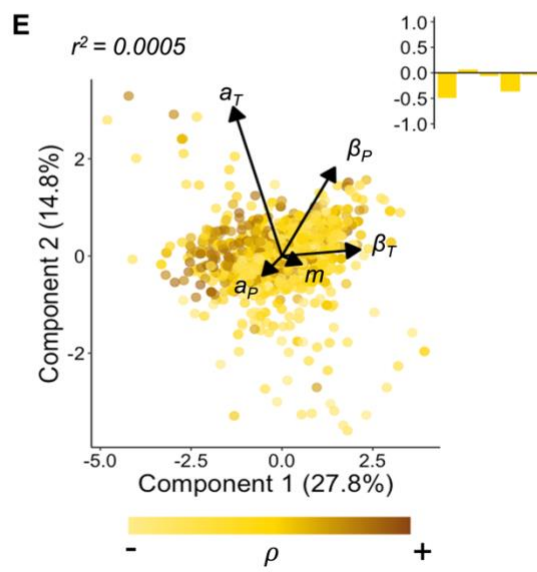 E
r² = 0.0005
1.0
0.5
0.0
-0.5
-1.0
a_T
β_P
β_T
m
a_P
2
0
-2
Component 2 (14.8%)
-5.0 -2.5 0.0 2.5
Component 1 (27.8%)
- ρ +